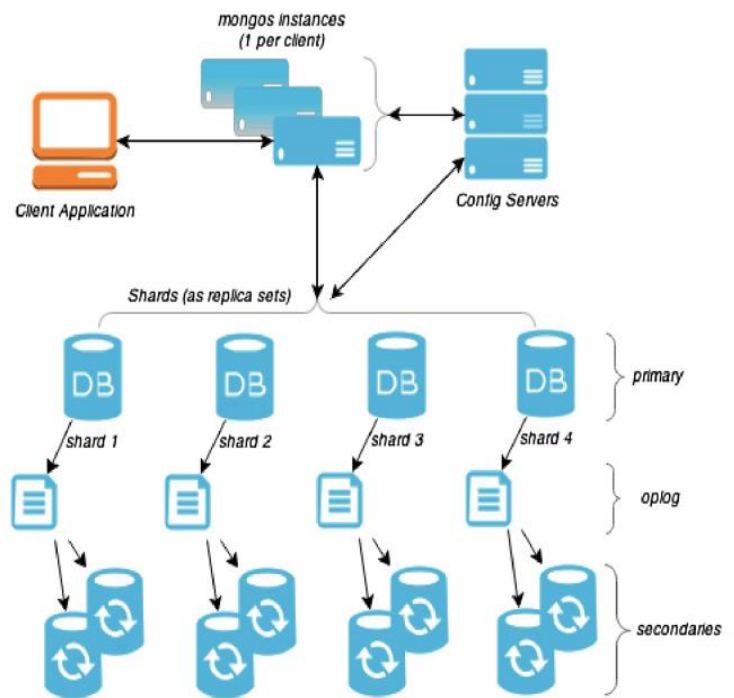 mongos instances
(1 per client)
Client Application
Config Servers
Shards (as replica sets)
DB
DB
DB
DB
primary
shard 1
shard 2
shard 3
shard 4
oplog
secondaries